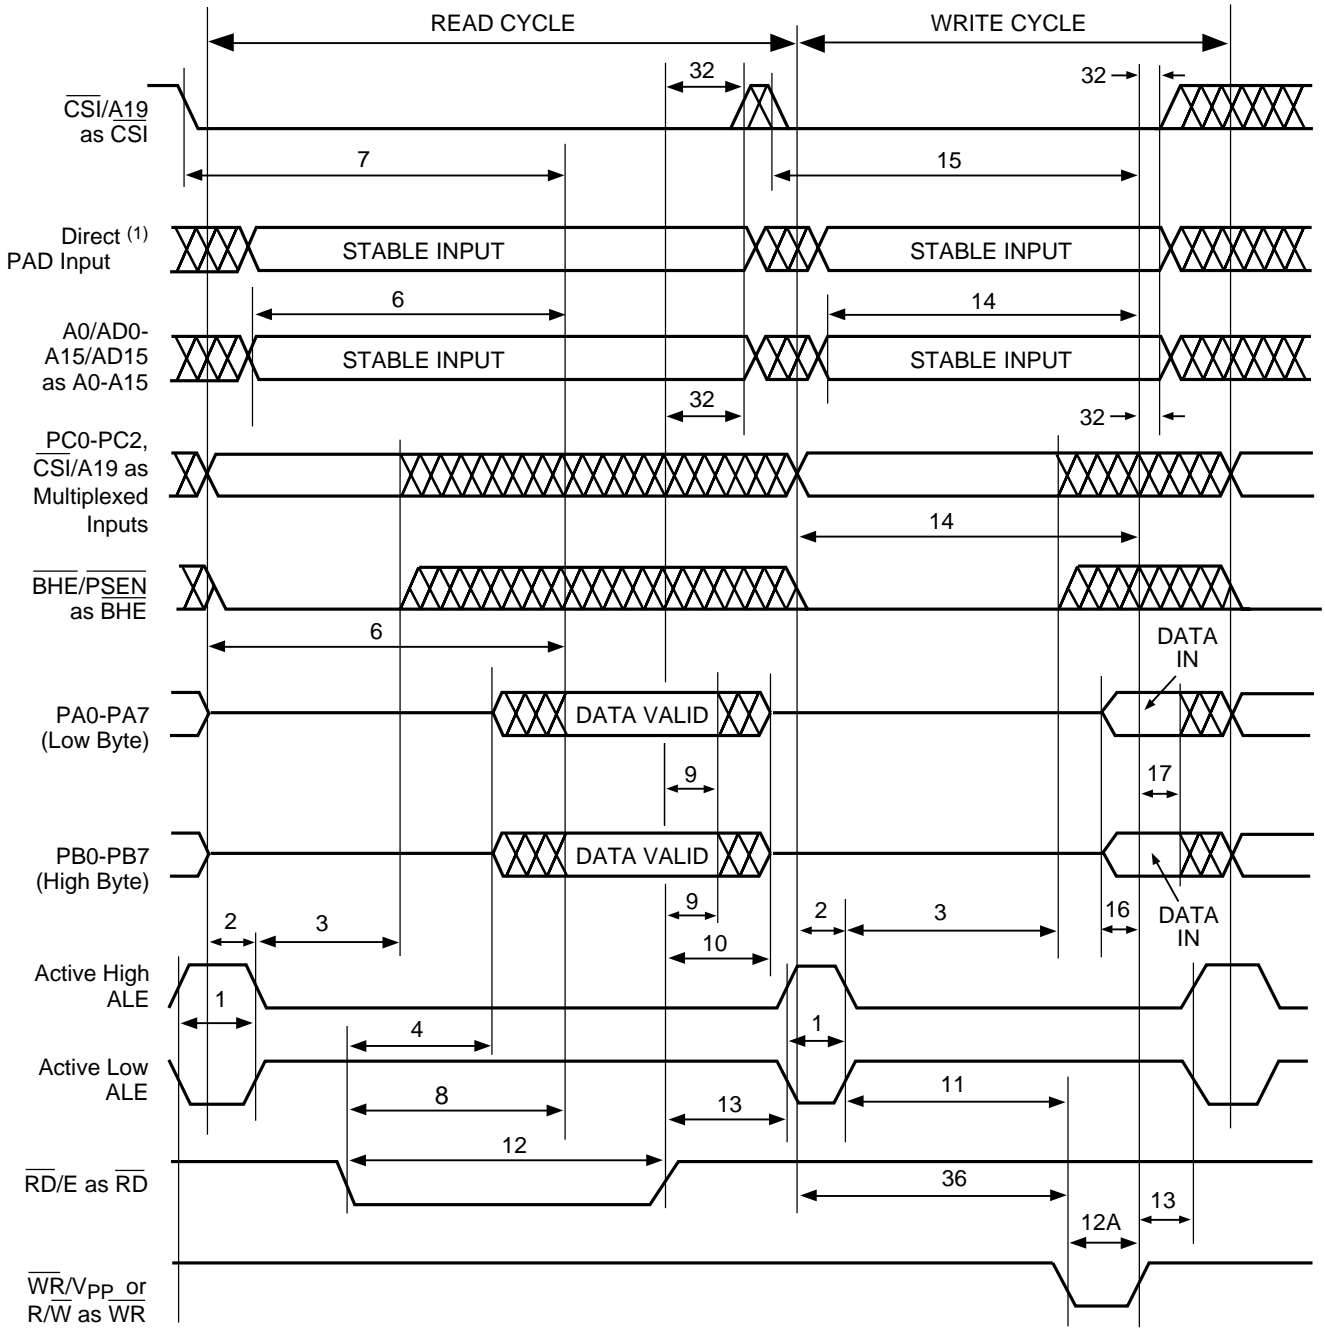 READ CYCLE
WRITE CYCLE
32
32
CSI/A19
as CSI
7
15
Direct (1)
PAD Input
STABLE INPUT
STABLE INPUT
6
14
A0/AD0-
A15/AD15
as A0-A15
STABLE INPUT
STABLE INPUT
32
32
PC0-PC2,
CSI/A19 as
Multiplexed
Inputs
14
BHE/PSEN
as BHE
6
DATA
IN
PA0-PA7
(Low Byte)
DATA VALID
9
17
PB0-PB7
(High Byte)
DATA VALID
9
2
3
2
3
16
DATA
IN
10
Active High
ALE
1
4
1
Active Low
ALE
8
13
11
12
RD/E as RD
36
13
12A
WR/VPP or
R/W as WR